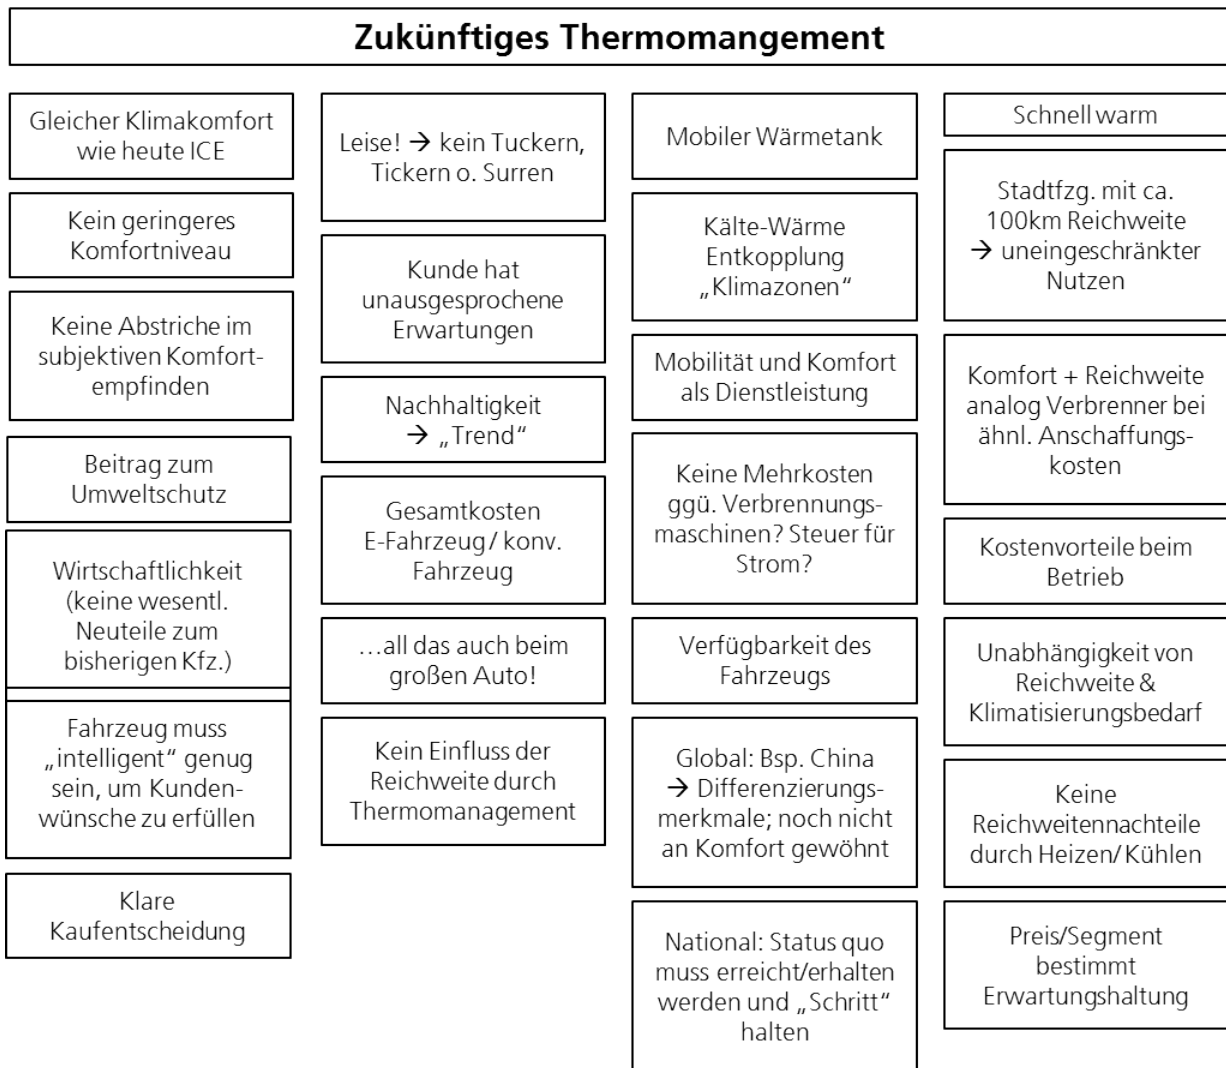 Zukünftiges Thermomangement
Gleicher Klimakomfort
wie heute ICE
Kein geringeres
Komfortniveau
Keine Abstriche im
subjektiven Komfort-
empfinden
Beitrag zum
Umweltschutz
Wirtschaftlichkeit
(keine wesentl.
Neuteile zum
bisherigen Kfz.)
Fahrzeug muss
„intelligent“ genug
sein, um Kunden-
wünsche zu erfüllen
Klare
Kaufentscheidung
Leise! → kein Tuckern,
Tickern o. Surren
Kunde hat
unausgesprochene
Erwartungen
Nachhaltigkeit
→ „Trend“
Gesamtkosten
E-Fahrzeug / konv.
Fahrzeug
…all das auch beim
großen Auto!
Kein Einfluss der
Reichweite durch
Thermomanagement
Mobiler Wärmetank
Kälte-Wärme
Entkopplung
„Klimazonen“
Mobilität und Komfort
als Dienstleistung
Keine Mehrkosten
ggü. Verbrennungs-
maschinen? Steuer für
Strom?
Verfügbarkeit des
Fahrzeugs
Global: Bsp. China
→ Differenzierungs-
merkmale; noch nicht
an Komfort gewöhnt
National: Status quo
muss erreicht/erhalten
werden und „Schritt“
halten
Schnell warm
Stadtfzg. mit ca.
100km Reichweite
→ uneingeschränkter
Nutzen
Komfort + Reichweite
analog Verbrenner bei
ähnl. Anschaffungs-
kosten
Kostenvorteile beim
Betrieb
Unabhängigkeit von
Reichweite &
Klimatisierungsbedarf
Keine
Reichweitennachteile
durch Heizen/ Kühlen
Preis/Segment
bestimmt
Erwartungshaltung